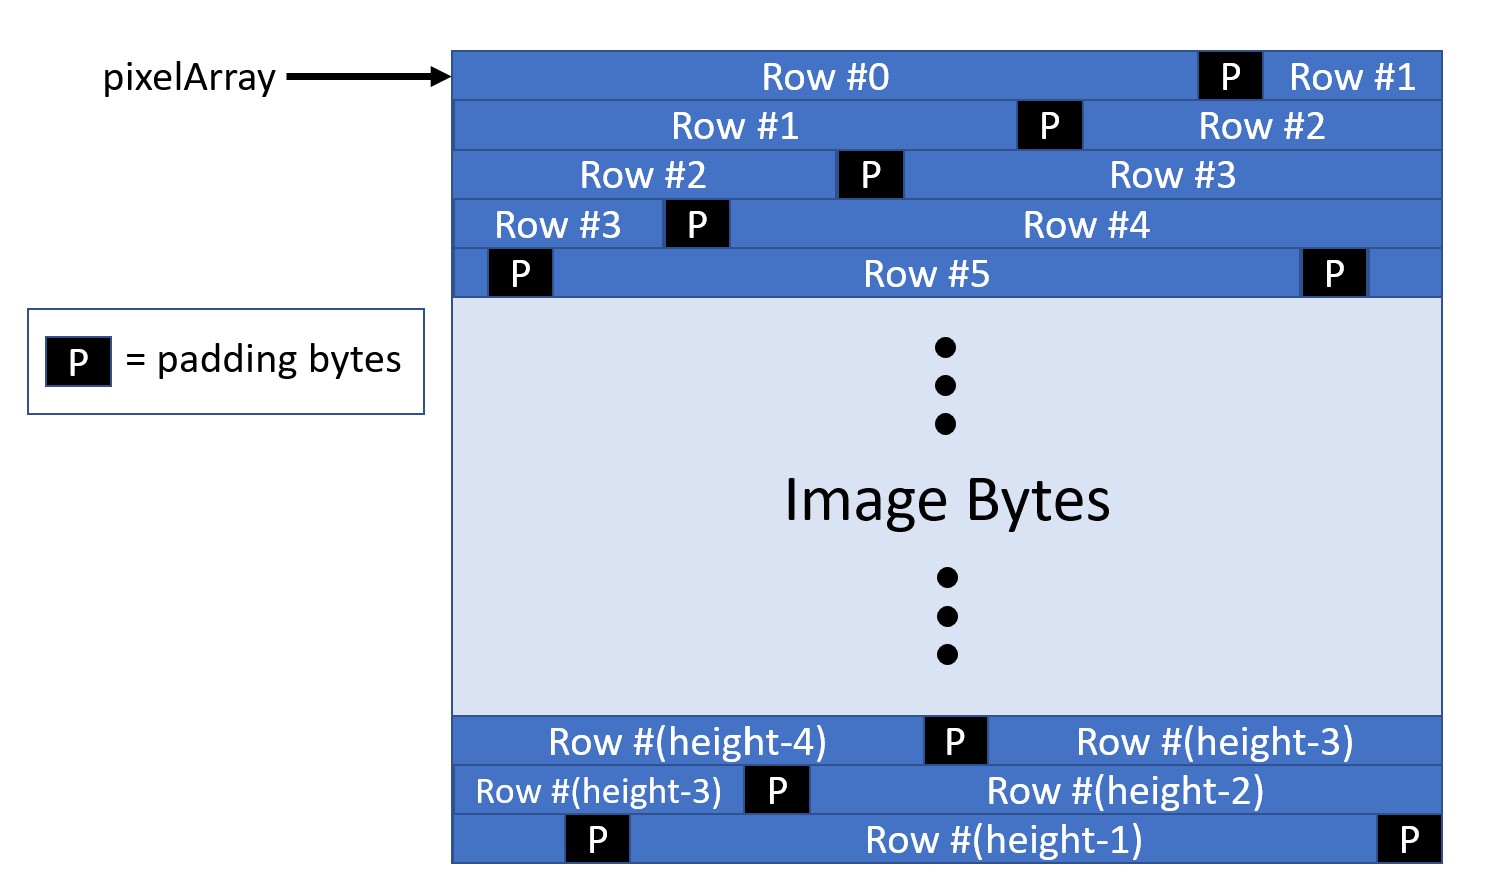 pixelArray
Row #0 P Row #1
Row #1 P Row #2
Row #2 P Row #3
Row #3 P Row #4
P Row #5 P
P = padding bytes
Image Bytes
Row #(height-4) P Row #(height-3)
Row #(height-3) P Row #(height-2)
P Row #(height-1) P